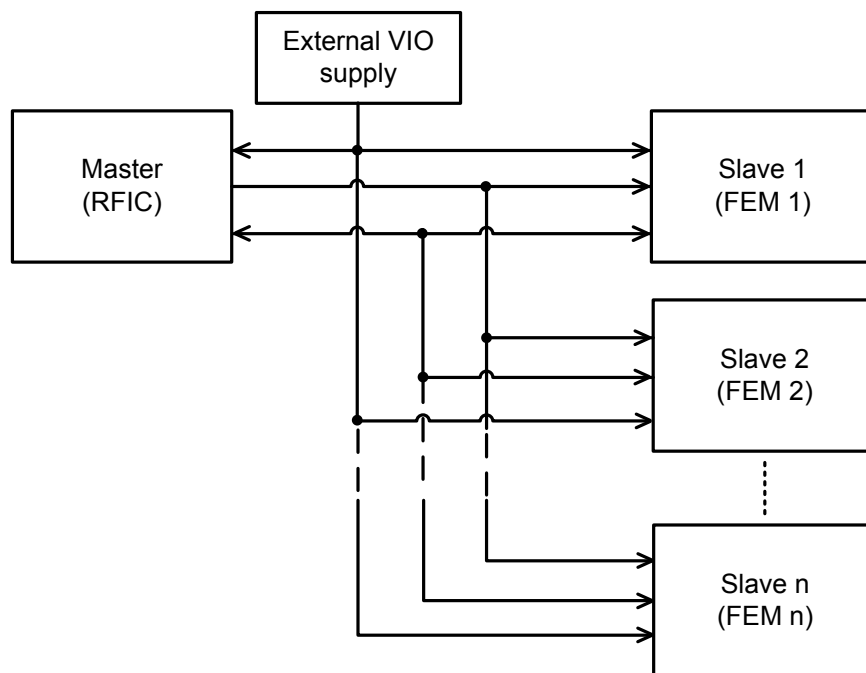 External VIO
supply
Master
(RFIC)
Slave 1
(FEM 1)
Slave 2
(FEM 2)
Slave n
(FEM n)